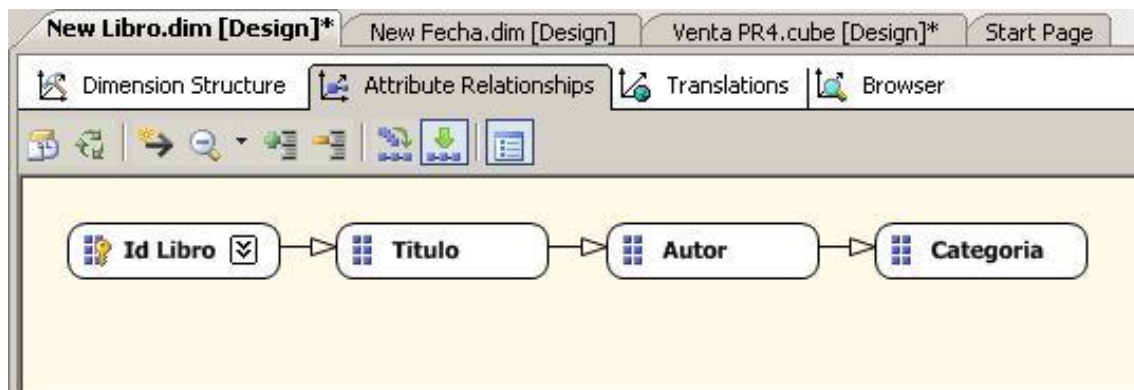 New Libro.dim [Design]* New Fecha.dim [Design] Venta PR4.cube [Design]* Start Page
Dimension Structure Attribute Relationships Translations Browser
Id Libro Titulo Autor Categoria